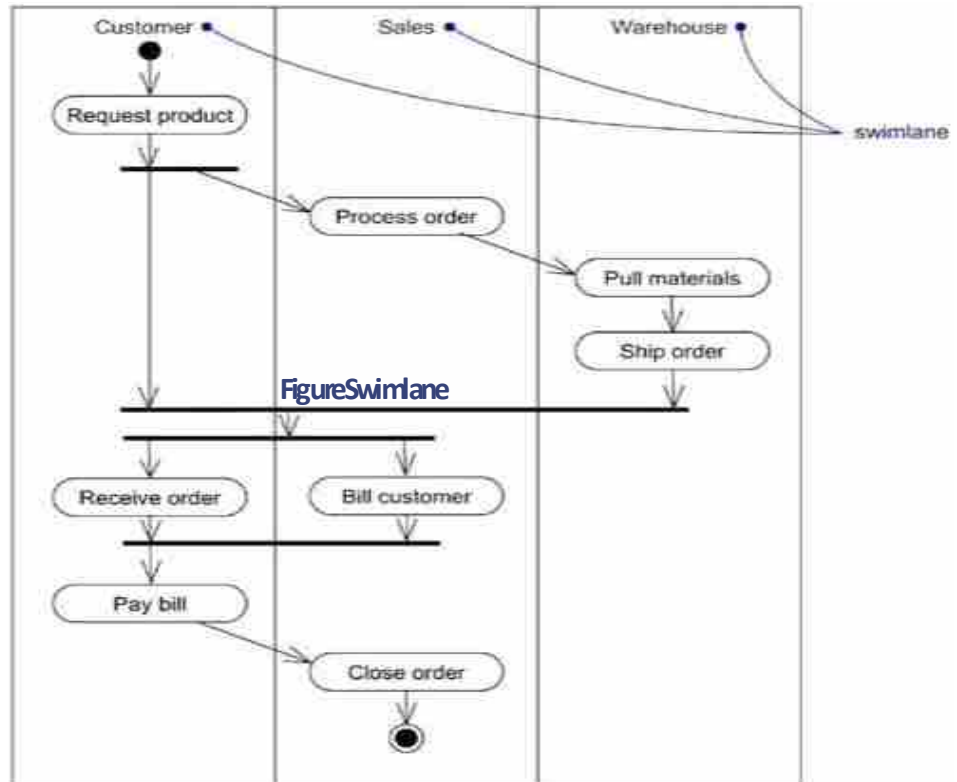 Customer
Sales
Warehouse
Request product
swimlane
Process order
Pull materials
Ship order
FigureSwimlane
Receive order
Bill customer
Pay bill
Close order